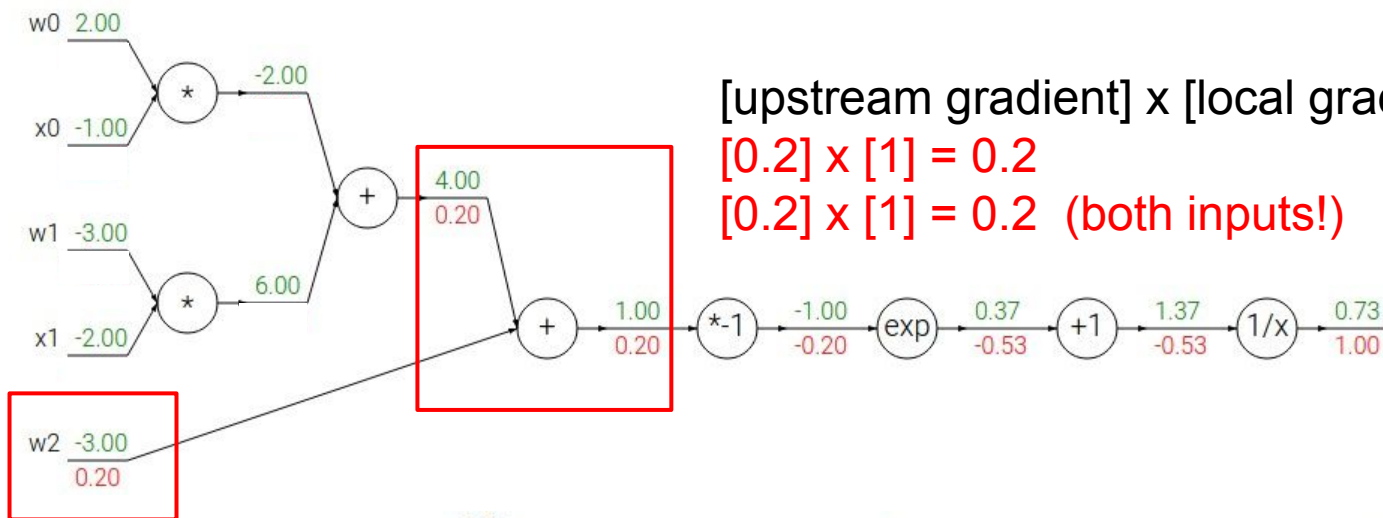 w0 2.00
-2.00
*
x0 -1.00
[upstream gradient] x [local
[0.2] x [1] = 0.2
[0.2] x [1] = 0.2 (both inputs!)
4.00
+
0.20
w1 -3.00
6.00
*
x1 -2.00
+
1.00
0.20
*-1
-1.00
-0.20
exp
0.37
-0.53
+1
1.37
-0.53
1/x
0.73
1.00
w2 -3.00
0.20